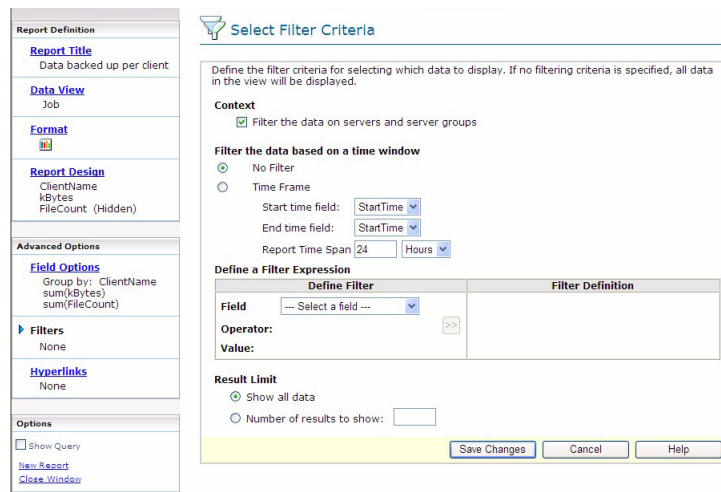 Report Definition
Report Title
Data backed up per client
Data View
Job
Format
Report Design
ClientName
kBytes
FileCount (Hidden)
Advanced Options
Field Options
Group by: ClientName
sum(kBytes)
sum(FileCount)
Filters
None
Hyperlinks
None
Options
Show Query
New Report
Close Window
Select Filter Criteria
Define the filter criteria for selecting which data to display. If no filtering criteria is specified, all data
in the view will be displayed.
Context
Filter the data on servers and server groups
Filter the data based on a time window
No Filter
Time Frame
Start time field: StartTime
End time field: StartTime
Report Time Span 24 Hours
Define a Filter Expression
Define Filter Filter Definition
Field --- Select a field ---
>>
Operator:
Value:
Result Limit
Show all data
Number of results to show:
Save Changes Cancel Help